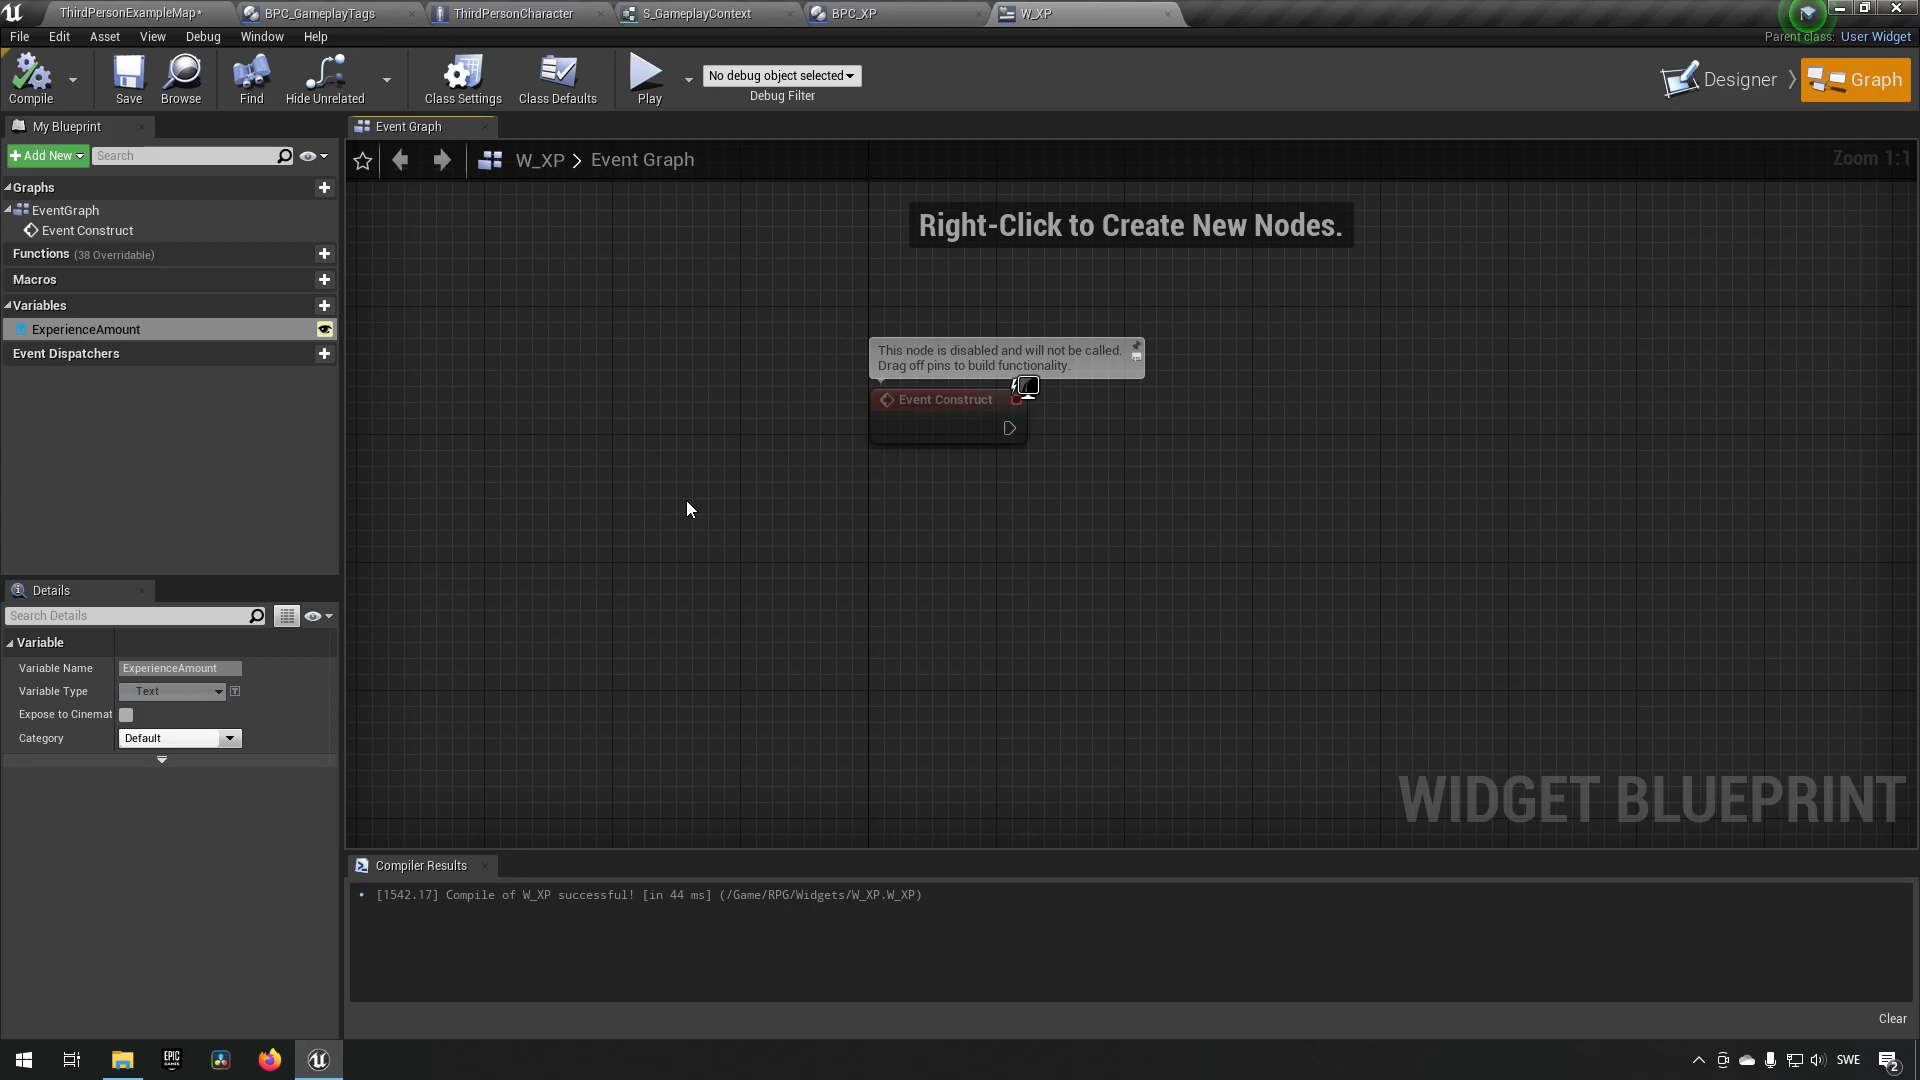 ThirdPersonExampleMap*
BPC_GameplayTags
ThirdPersonCharacter
S_GameplayContext
BPC_XP
W_XP
File
Edit
Asset
View
Debug
Window
Help
Parent class: User Widget
Compile
Save
Browse
Find
Hide Unrelated
Class Settings
Class Defaults
Play
No debug object selected
Debug Filter
Designer
Graph
My Blueprint
Event Graph
Add New
Search
W_XP > Event Graph
Zoom 1:1
Graphs
EventGraph
Event Construct
Functions (38 Overridable)
Macros
Variables
ExperienceAmount
Event Dispatchers
Right-Click to Create New Nodes.
This node is disabled and will not be called.
Drag off pins to build functionality.
Event Construct
Details
Search Details
Variable
Variable Name
ExperienceAmount
Variable Type
Text
Expose to Cinemat
Category
Default
WIDGET BLUEPRINT
Compiler Results
[1542.17] Compile of W_XP successful! [in 44 ms] (/Game/RPG/Widgets/W_XP.W_XP)
Clear
EPIC
GAMES
SWE
2